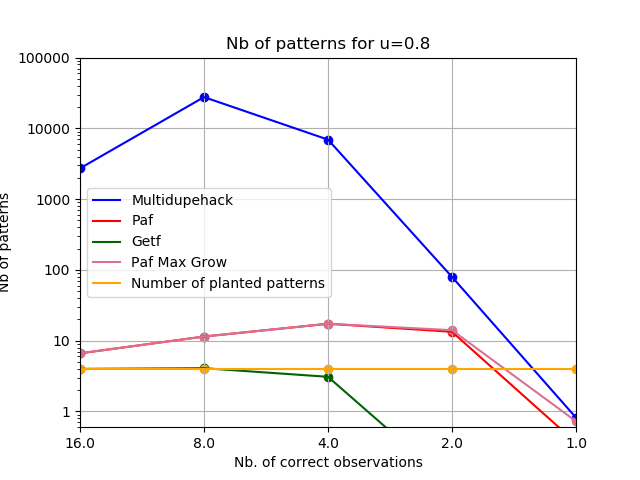 Nb of patterns for u=0.8
100000
10000
1000
100
10
1
Nb of patterns
Multidupehack
Paf
Getf
Paf Max Grow
Number of planted patterns
16.0 8.0 4.0 2.0 1.0
Nb. of correct observations